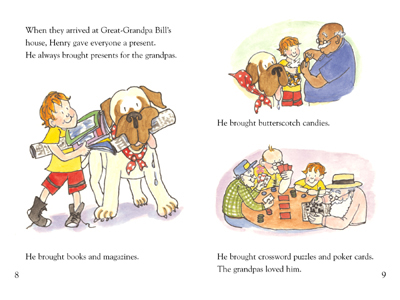 When they arrived at Great-Grandpa Bill's
house, Henry gave everyone a present.
He always brought presents for the grandpas.
He brought books and magazines.
8
He brought butterscotch candies.
He brought crossword puzzles and poker cards.
The grandpas loved him.
9